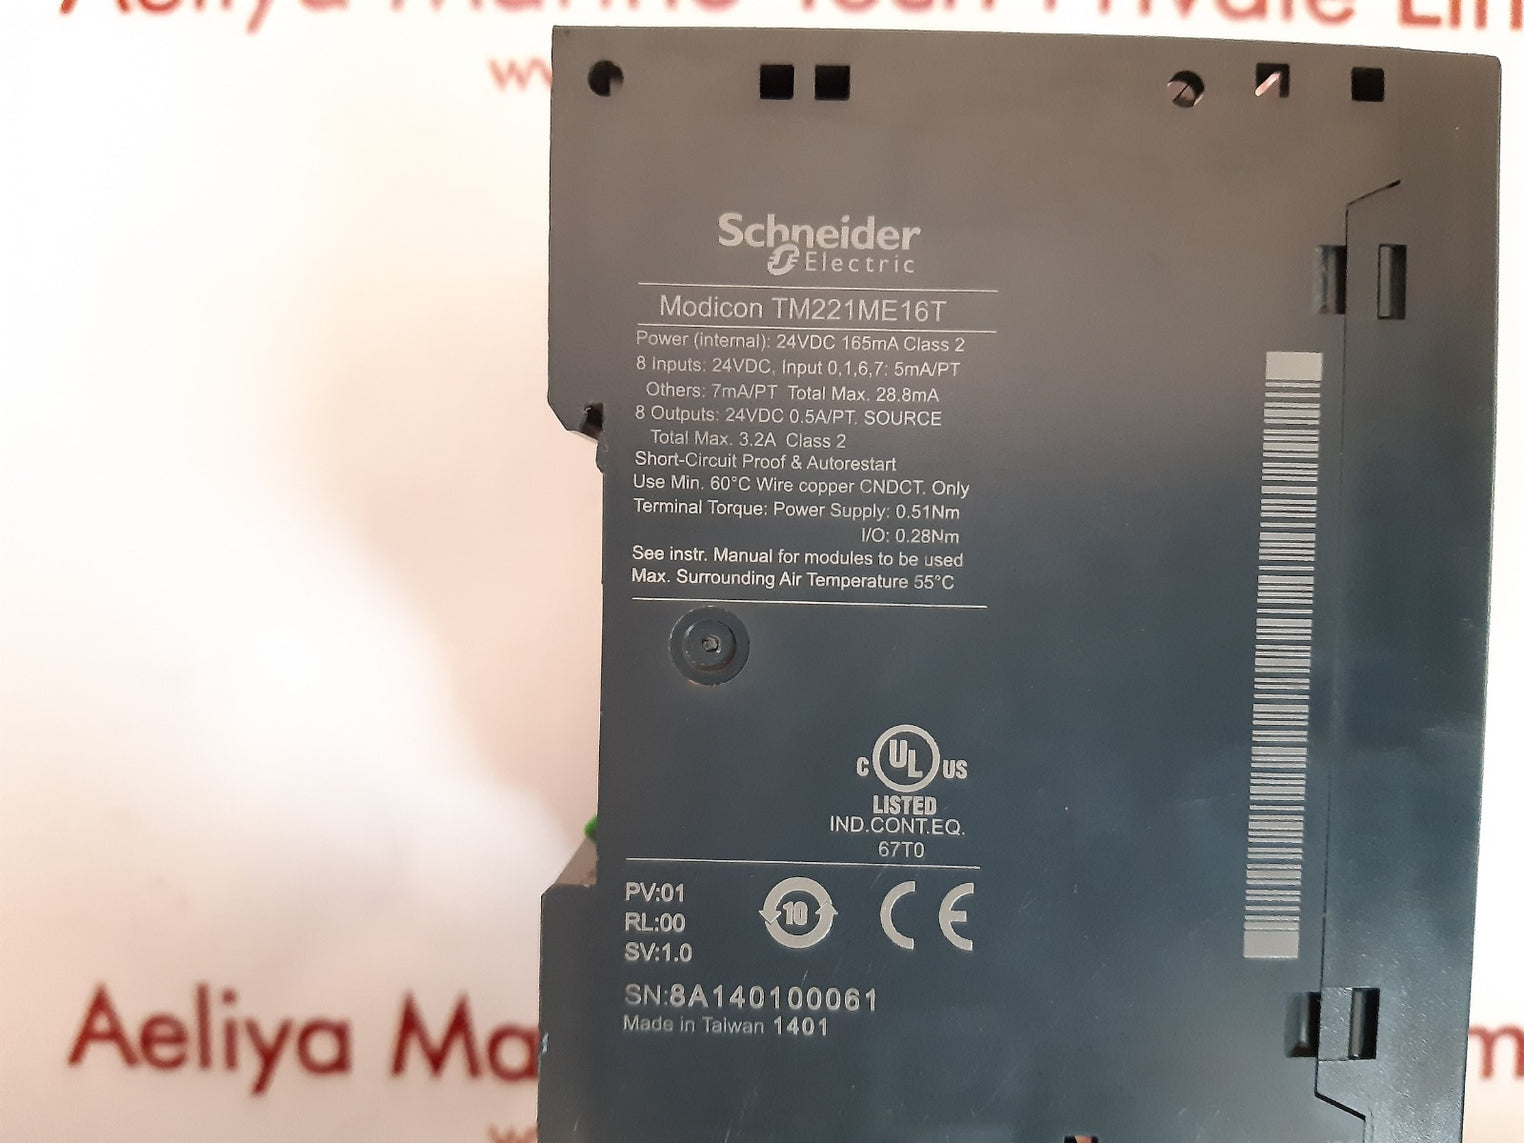 Aeliya Marine Tech Private Lim
Schneider
Electric
Modicon TM221ME16T
Power (internal): 24VDC 165mA Class 2
8 Inputs: 24VDC, Input 0,1,6,7: 5mA/PT
Others: 7mA/PT Total Max. 28.8mA
8 Outputs: 24VDC 0.5A/PT. SOURCE
Total Max. 3.2A Class 2
Short-Circuit Proof & Autorestart
Use Min. 60°C Wire copper CNDCT. Only
Terminal Torque: Power Supply: 0.51Nm
I/O: 0.28Nm
See instr. Manual for modules to be used
Max. Surrounding Air Temperature 55°C
C UL US
LISTED
IND.CONT.EQ.
67T0
PV:01
RL:00
SV:1.0
10
CE
SN:8A140100061
Made in Taiwan 1401
Aeliya Ma